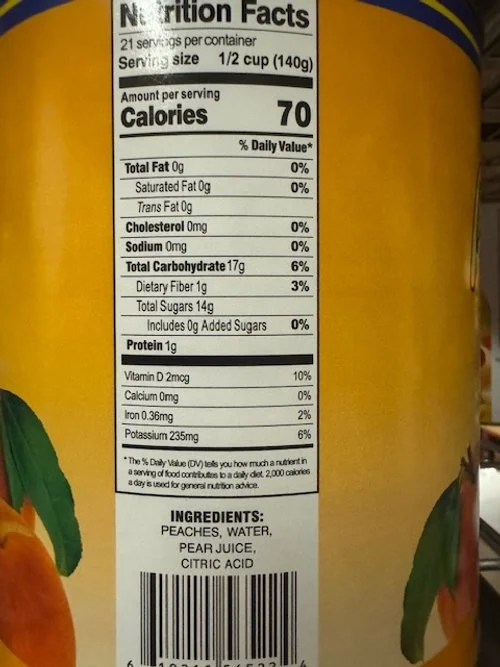 Nutrition Facts
21 servings per container
Serving size 1/2 cup (140g)
Amount per serving
Calories 70
% Daily Value*
Total Fat 0g 0%
Saturated Fat 0g 0%
Trans Fat 0g
Cholesterol 0mg 0%
Sodium 0mg 0%
Total Carbohydrate 17g 6%
Dietary Fiber 1g 3%
Total Sugars 14g
Includes 0g Added Sugars 0%
Protein 1g
Vitamin D 2mcg 10%
Calcium 0mg 0%
Iron 0.36mg 2%
Potassium 235mg 6%
*The % Daily Value (DV) tells you how much a nutrient in
a serving of food contributes to a daily diet. 2,000 calories
a day is used for general nutrition advice.
INGREDIENTS:
PEACHES, WATER,
PEAR JUICE,
CITRIC ACID